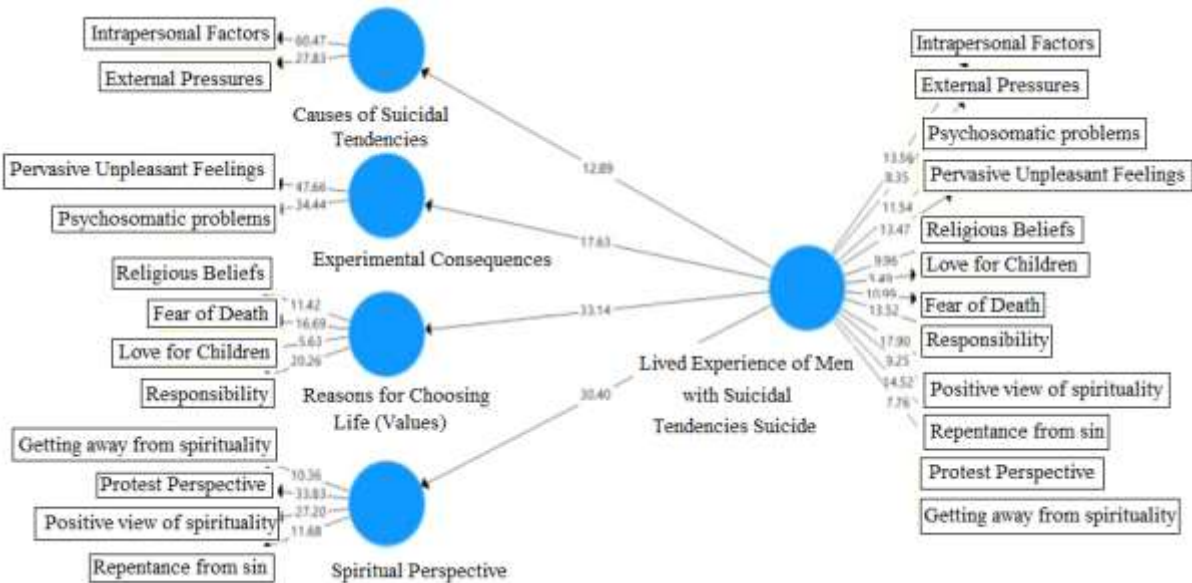 Intrapersonal Factors
60.47
27.83
External Pressures
Causes of Suicidal
Tendencies
Pervasive Unpleasant Feelings
47.66
34.44
Psychosomatic problems
Experimental Consequences
Religious Beliefs
11.42
Fear of Death
16.69
5.63
Love for Children
20.26
Responsibility
Reasons for Choosing
Life (Values)
Getting away from spirituality
10.36
Protest Perspective
33.83
27.20
Positive view of spirituality
11.68
Repentance from sin
Spiritual Perspective
12.89
17.63
33.14
30.40
Lived Experience of Men
with Suicidal
Tendencies Suicide
Intrapersonal Factors
External Pressures
Psychosomatic problems
13.56
8.35
Pervasive Unpleasant Feelings
11.54
13.47
Religious Beliefs
9.96
Love for Children
10.99
Fear of Death
13.52
Responsibility
17.90
9.25
14.52
Positive view of spirituality
7.76
Repentance from sin
Protest Perspective
Getting away from spirituality